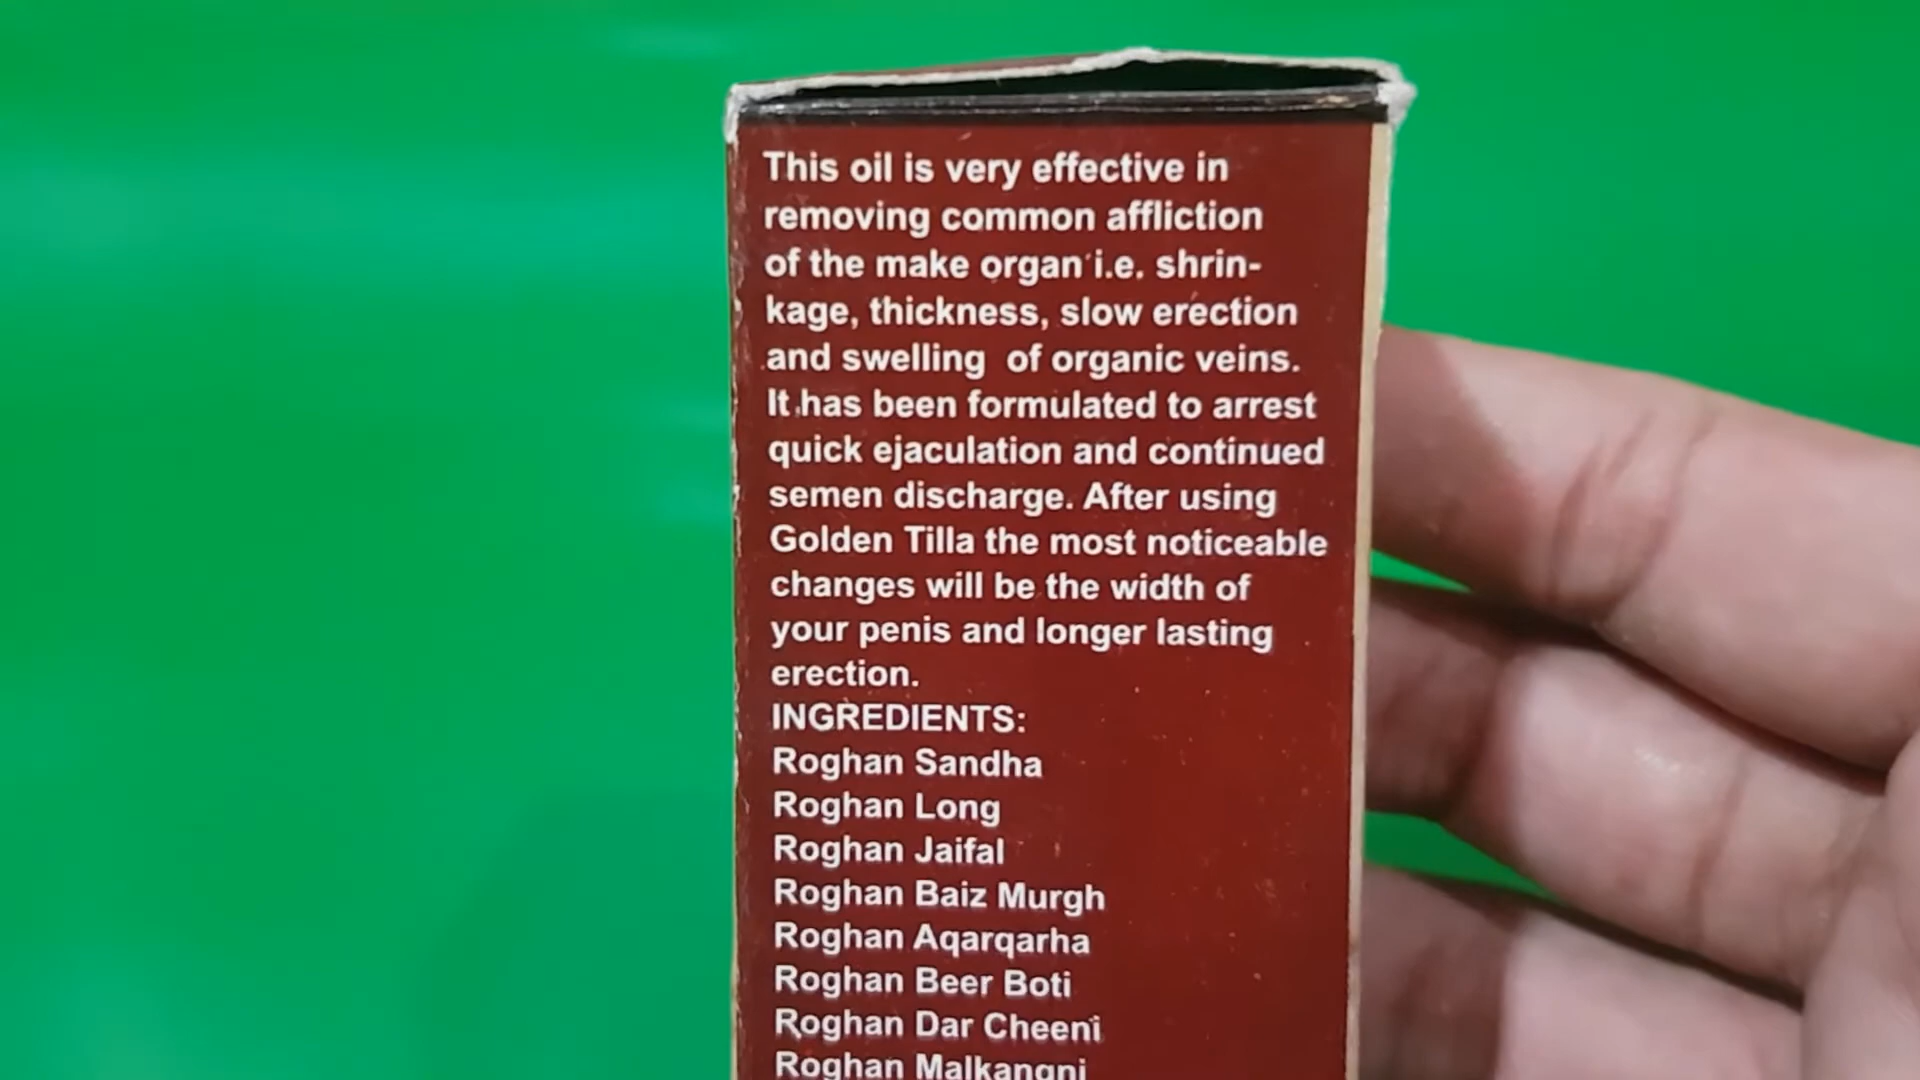 This oil is very effective in
removing common affliction
of the make organ i.e. shrin-
kage, thickness, slow erection
and swelling of organic veins.
It has been formulated to arrest
quick ejaculation and continued
semen discharge. After using
Golden Tilla the most noticeable
changes will be the width of
your penis and longer lasting
erection.
INGREDIENTS:
Roghan Sandha
Roghan Long
Roghan Jaifal
Roghan Baiz Murgh
Roghan Aqarqarha
Roghan Beer Boti
Roghan Dar Cheeni
Roghan Malkangni